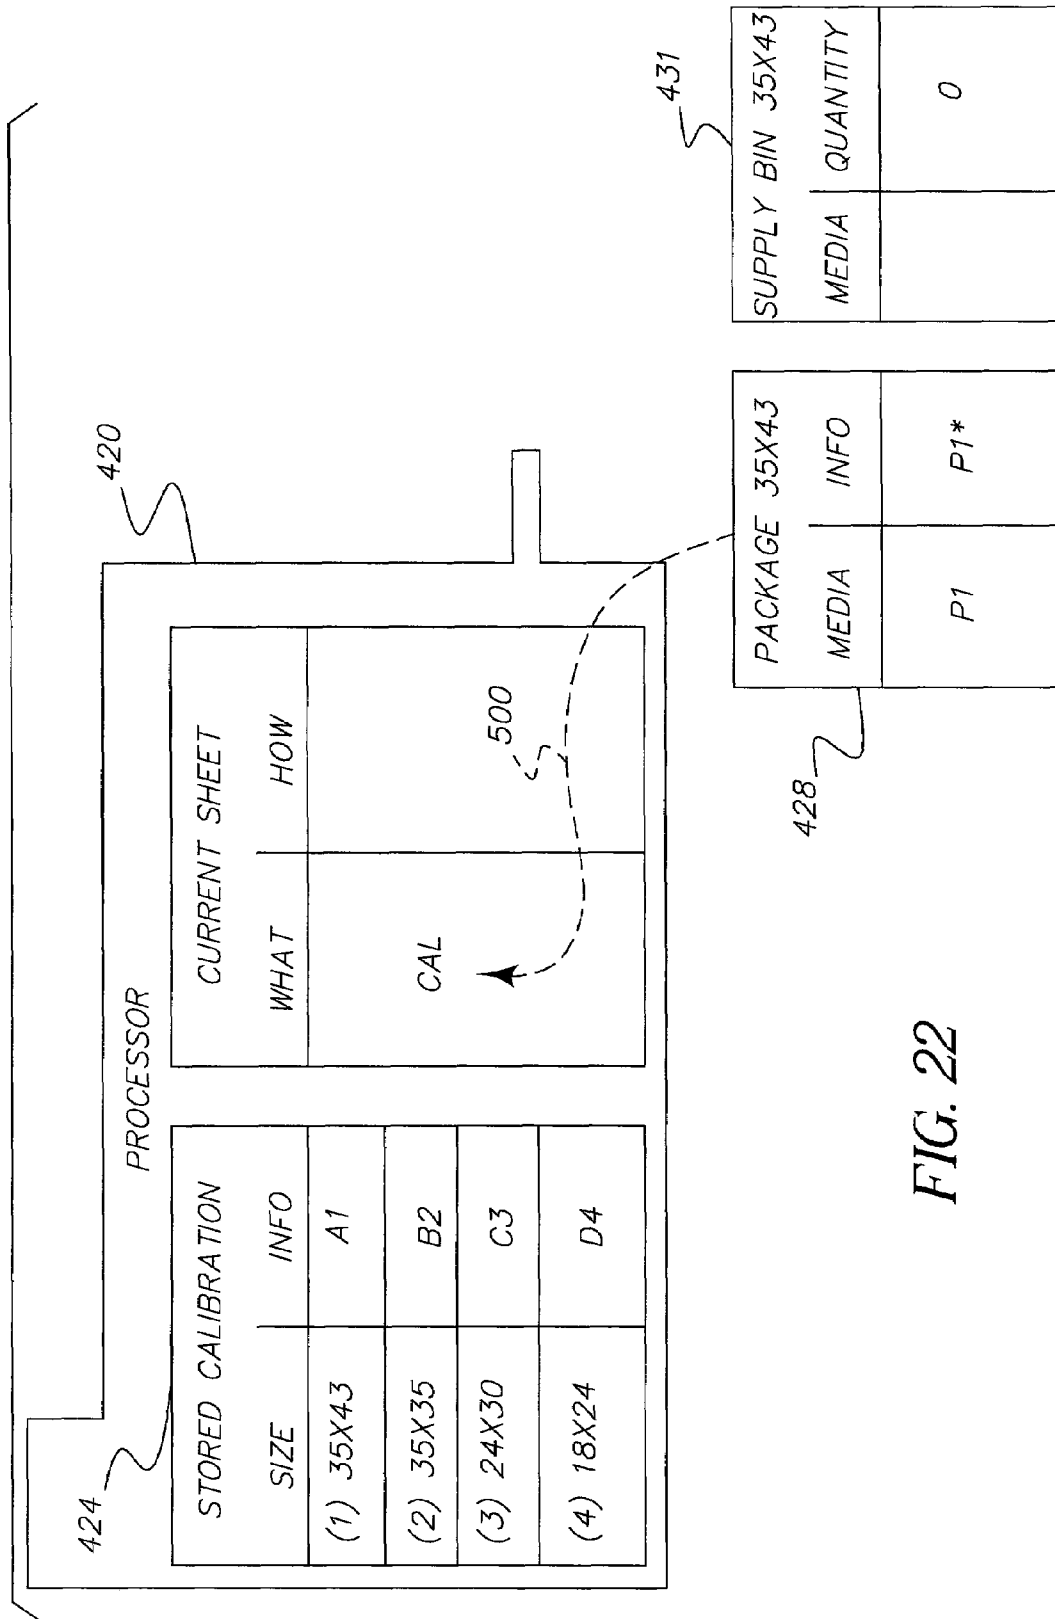 420
PROCESSOR
424
STORED CALIBRATION
SIZE INFO
(1) 35X43 A1
(2) 35X35 B2
(3) 24X30 C3
(4) 18X24 D4
CURRENT SHEET
WHAT HOW
CAL
500
428
PACKAGE 35X43
MEDIA INFO
P1 P1*
431
SUPPLY BIN 35X43
MEDIA QUANTITY
0
FIG. 22